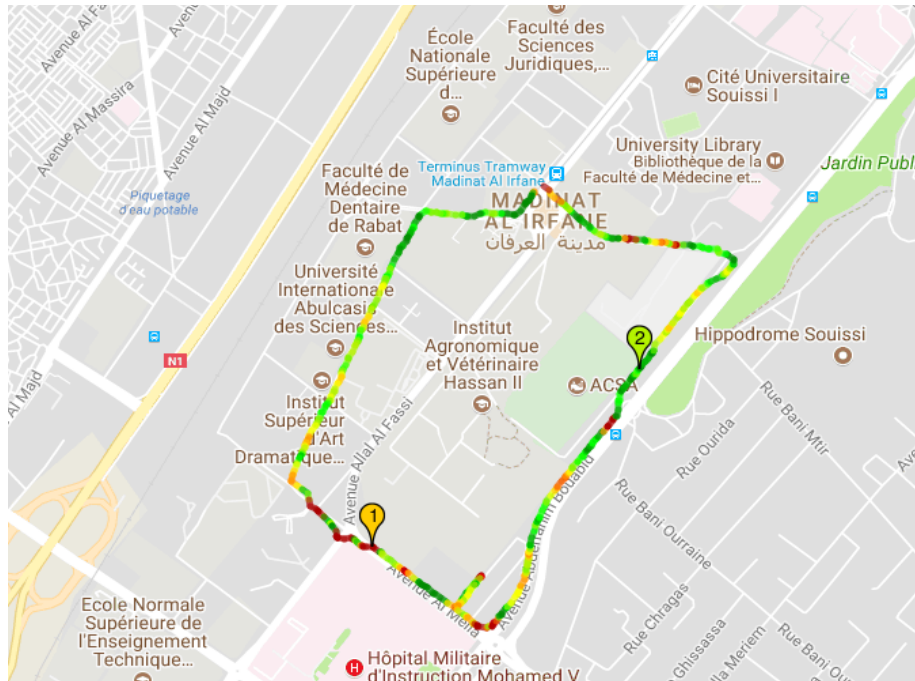 Avenue Al
Avenue Al Massira
Avenue Al Majd
École
Nationale
Supérieure
d...
Faculté des
Sciences
Juridiques,...
Cité Universitaire
Souissi I
University Library
Bibliothèque de la
Faculté de Médecine et...
Jardin Publ
Terminus Tramway
Madinat Al Irfane
MADINAT
AL IRFANE
مدينة العرفان
Piquetage
d'eau potable
Faculté de
Médecine
Dentaire
de Rabat
Université
Internationale
Abulcasis
des Sciences...
N1
Al Majd
Institut
Agronomique
et Vétérinaire
Hassan II
2
Hippodrome Souissi
ACSA
Institut
Supérieur
d'Art
Dramatique...
Avenue Allal Al Fassi
Rue Bani Mtir
Rue Ourida
Rue Bani Ourraine
Avenue Abderrahim Bouabid
1
Avenue Al Melia
Rue Chragas
Ghissassa
Meriem
Ecole Normale
Supérieure de
l'Enseignement
Technique...
H
Hôpital Militaire
d'Instruction Mohamed V